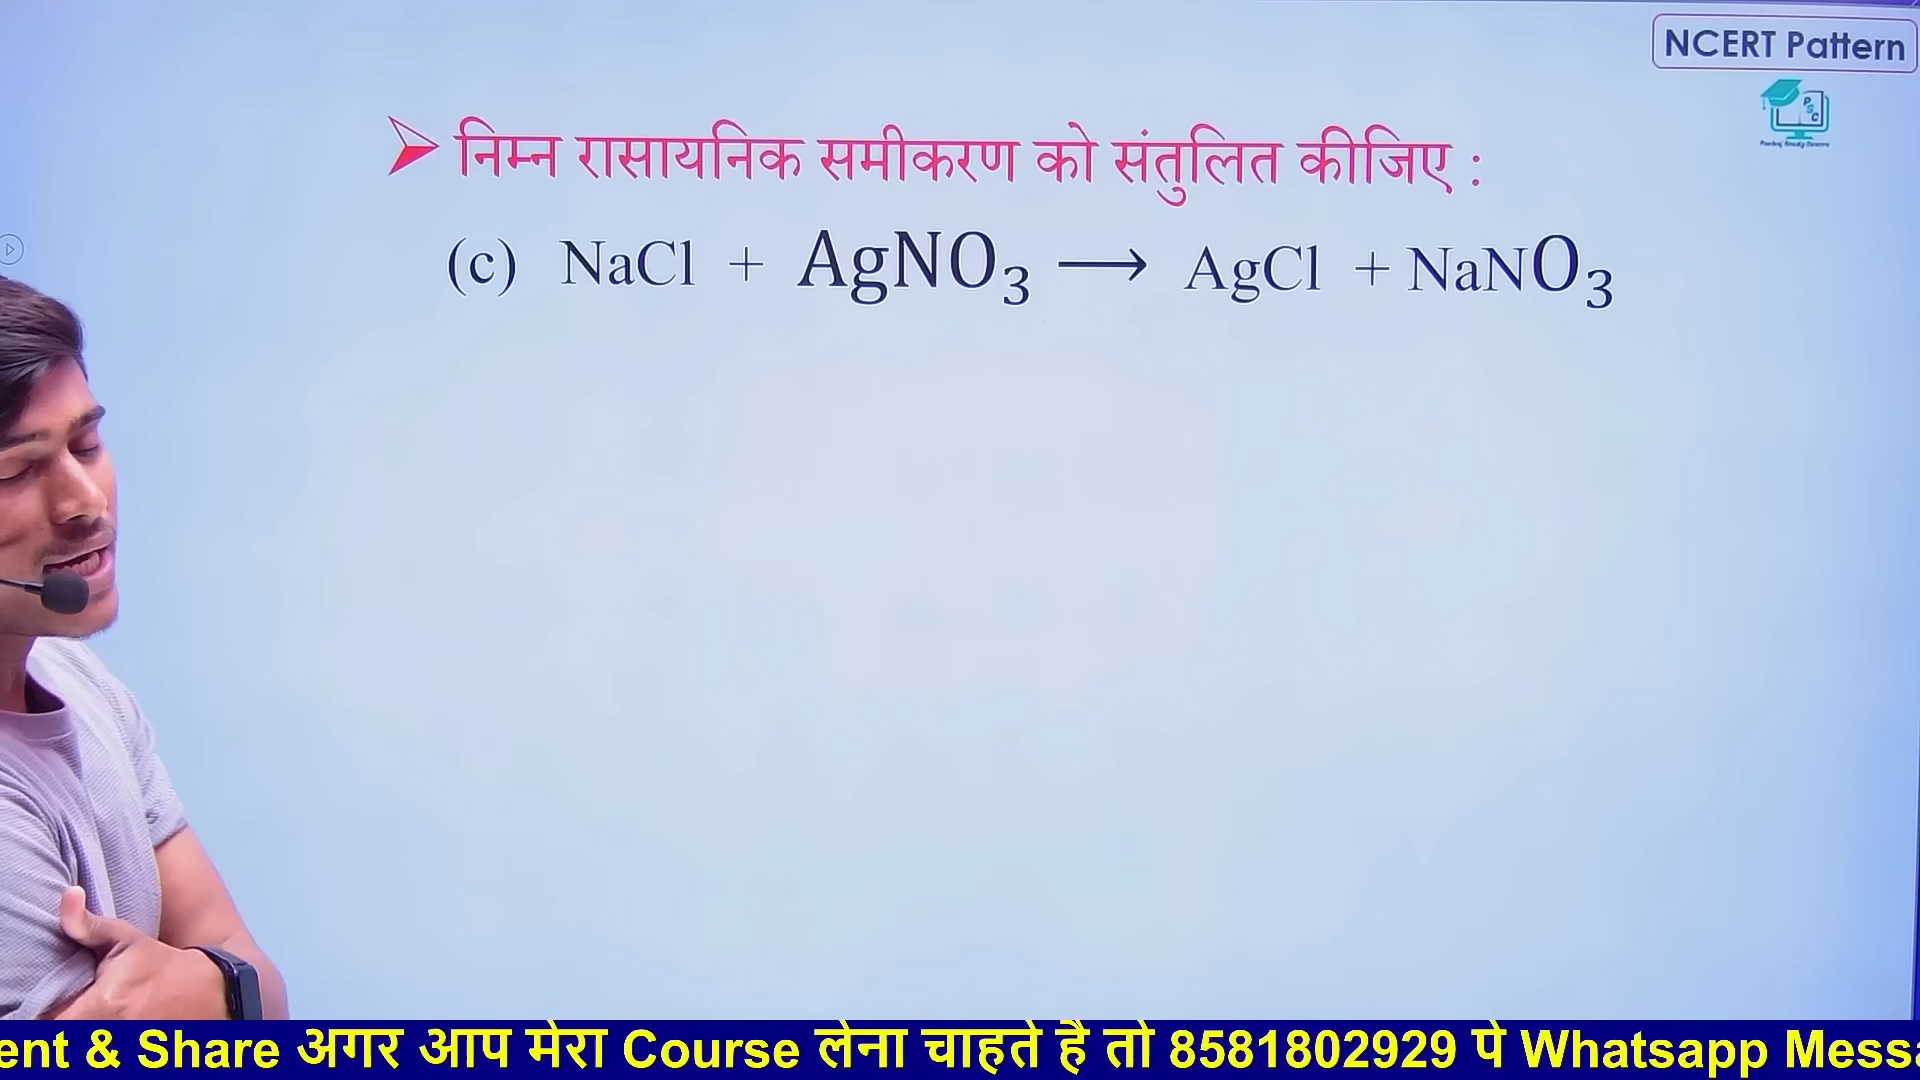 NCERT Pattern
निम्न रासायनिक समीकरण को संतुलित कीजिए :
(c) NaCl + AgNO₃ ⟶ AgCl + NaNO₃
ent & Share अगर आप मेरा Course लेना चाहते है तो 8581802929 पे Whatsapp Messa